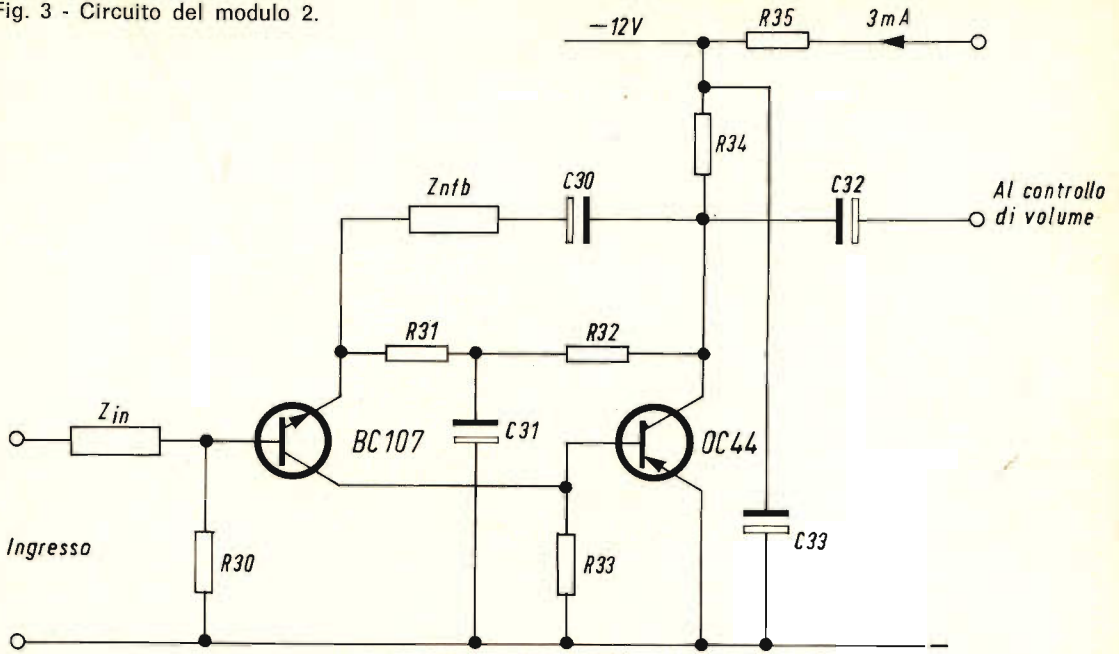 Fig. 3 - Circuito del modulo 2.
−12V
R35
3mA
R34
Znfb
C30
C32
Al controllo
di volume
R31
R32
Zin
BC107
C31
OC44
Ingresso
R30
R33
C33
−